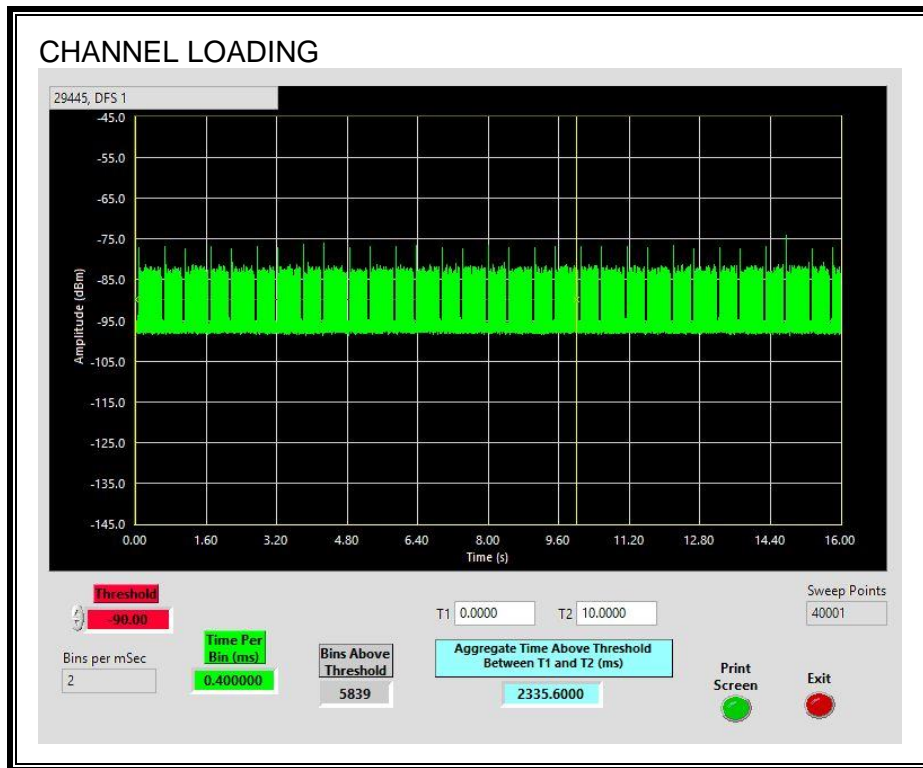 CHANNEL LOADING
29445, DFS 1
-45.0
-55.0
-65.0
-75.0
-85.0
-95.0
-105.0
-115.0
-125.0
-135.0
-145.0
Amplitude (dBm)
0.00 1.60 3.20 4.80 6.40 8.00 9.60 11.20 12.80 14.40 16.00
Time (s)
Threshold
-90.00
Bins per mSec
2
Time Per
Bin (ms)
0.400000
Bins Above
Threshold
5839
T1 0.0000 T2 10.0000
Aggregate Time Above Threshold
Between T1 and T2 (ms)
2335.6000
Sweep Points
40001
Print
Screen
Exit